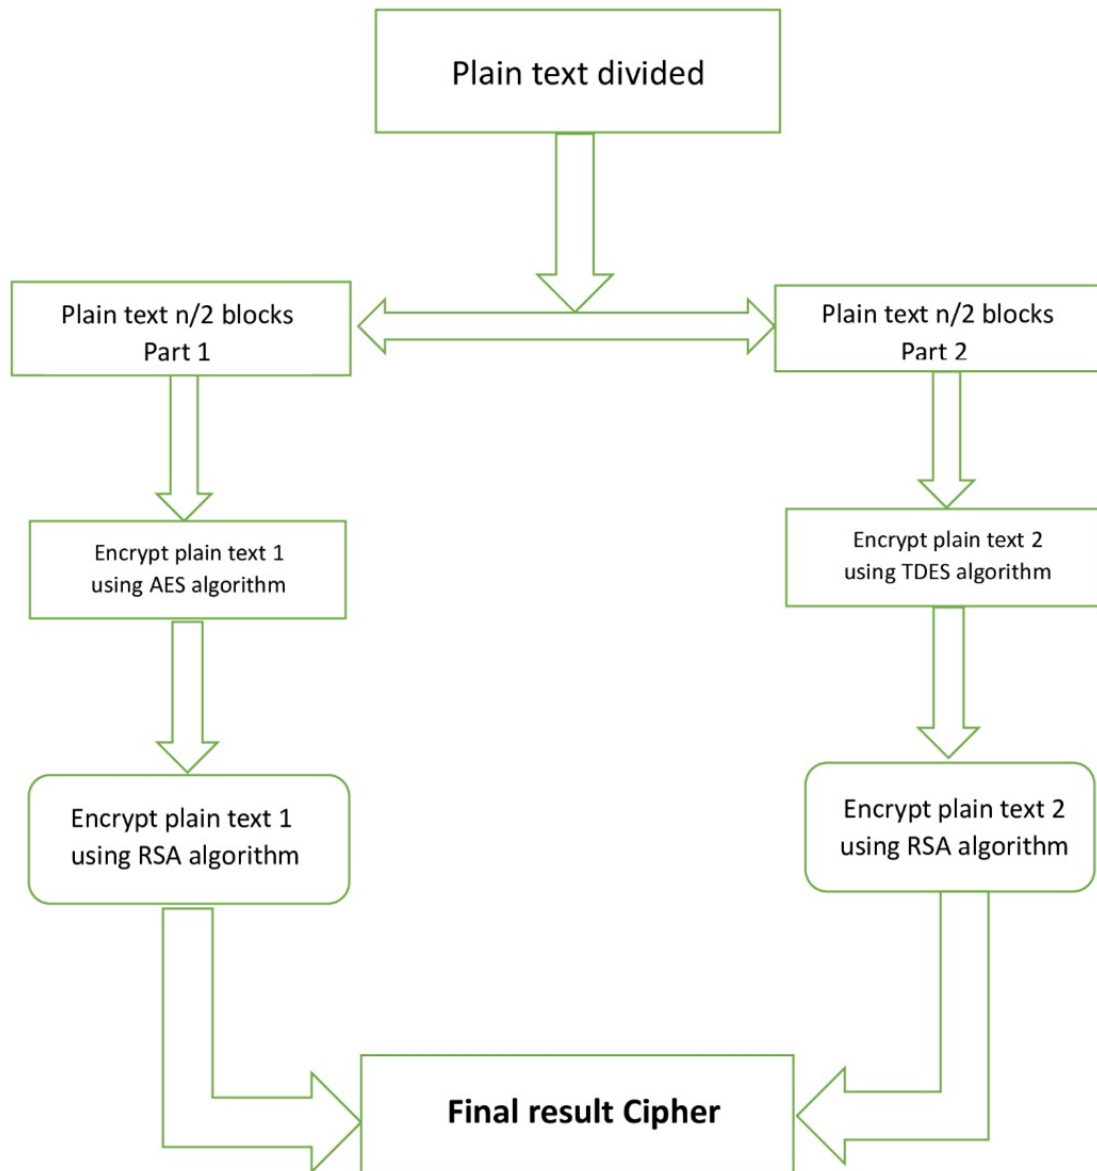 Plain text divided
Plain text n/2 blocks
Part 1
Plain text n/2 blocks
Part 2
Encrypt plain text 1
using AES algorithm
Encrypt plain text 2
using TDES algorithm
Encrypt plain text 1
using RSA algorithm
Encrypt plain text 2
using RSA algorithm
Final result Cipher